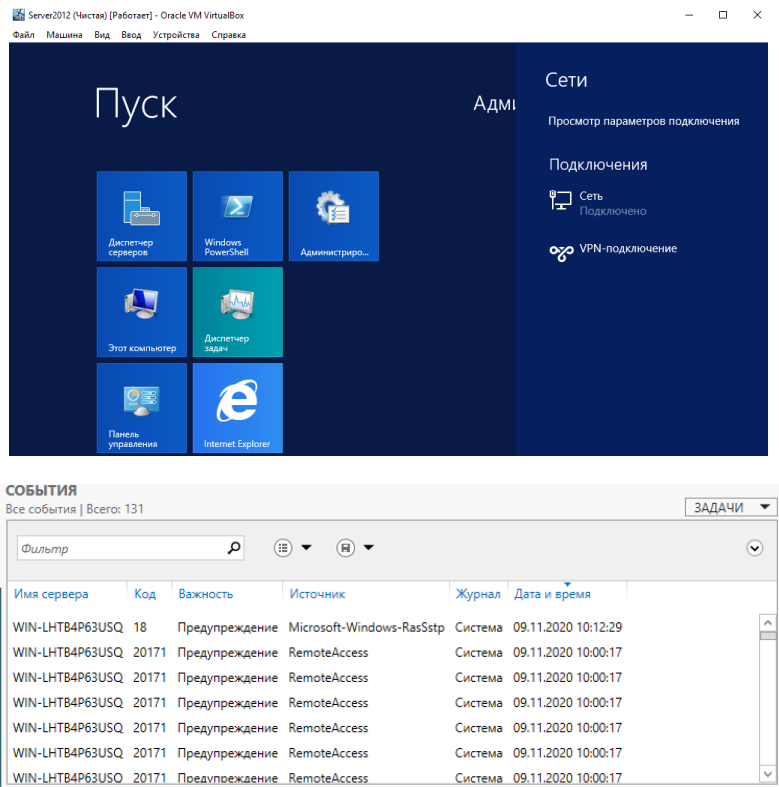 Server2012 (Чистая) [Работает] - Oracle VM VirtualBox
Файл Машина Вид Ввод Устройства Справка
Пуск
Адми
Сети
Просмотр параметров подключения
Подключения
Сеть
Подключено
VPN-подключение
Диспетчер
серверов
Windows
PowerShell
Администриро...
Этот компьютер
Диспетчер
задач
Панель
управления
Internet Explorer
СОБЫТИЯ
Все события | Всего: 131
ЗАДАЧИ
Фильтр
Имя сервера Код Важность Источник Журнал Дата и время
WIN-LHTB4P63USQ 18 Предупреждение Microsoft-Windows-RasSstp Система 09.11.2020 10:12:29
WIN-LHTB4P63USQ 20171 Предупреждение RemoteAccess Система 09.11.2020 10:00:17
WIN-LHTB4P63USQ 20171 Предупреждение RemoteAccess Система 09.11.2020 10:00:17
WIN-LHTB4P63USQ 20171 Предупреждение RemoteAccess Система 09.11.2020 10:00:17
WIN-LHTB4P63USQ 20171 Предупреждение RemoteAccess Система 09.11.2020 10:00:17
WIN-LHTB4P63USQ 20171 Предупреждение RemoteAccess Система 09.11.2020 10:00:17
WIN-LHTB4P63USQ 20171 Предупреждение RemoteAccess Система 09.11.2020 10:00:17